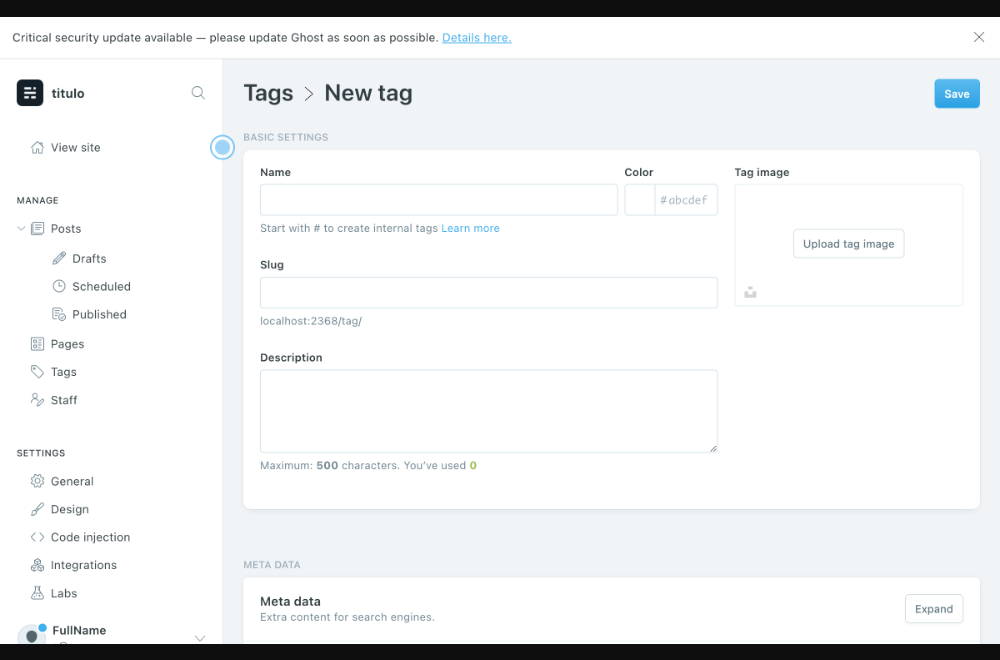 Critical security update available — please update Ghost as soon as possible. Details here.
titulo
View site
MANAGE
Posts
Drafts
Scheduled
Published
Pages
Tags
Staff
SETTINGS
General
Design
Code injection
Integrations
Labs
FullName
Tags > New tag
Save
BASIC SETTINGS
Name
Color
#abcdef
Start with # to create internal tags Learn more
Slug
localhost:2368/tag/
Description
Maximum: 500 characters. You’ve used 0
Tag image
Upload tag image
META DATA
Meta data
Extra content for search engines.
Expand